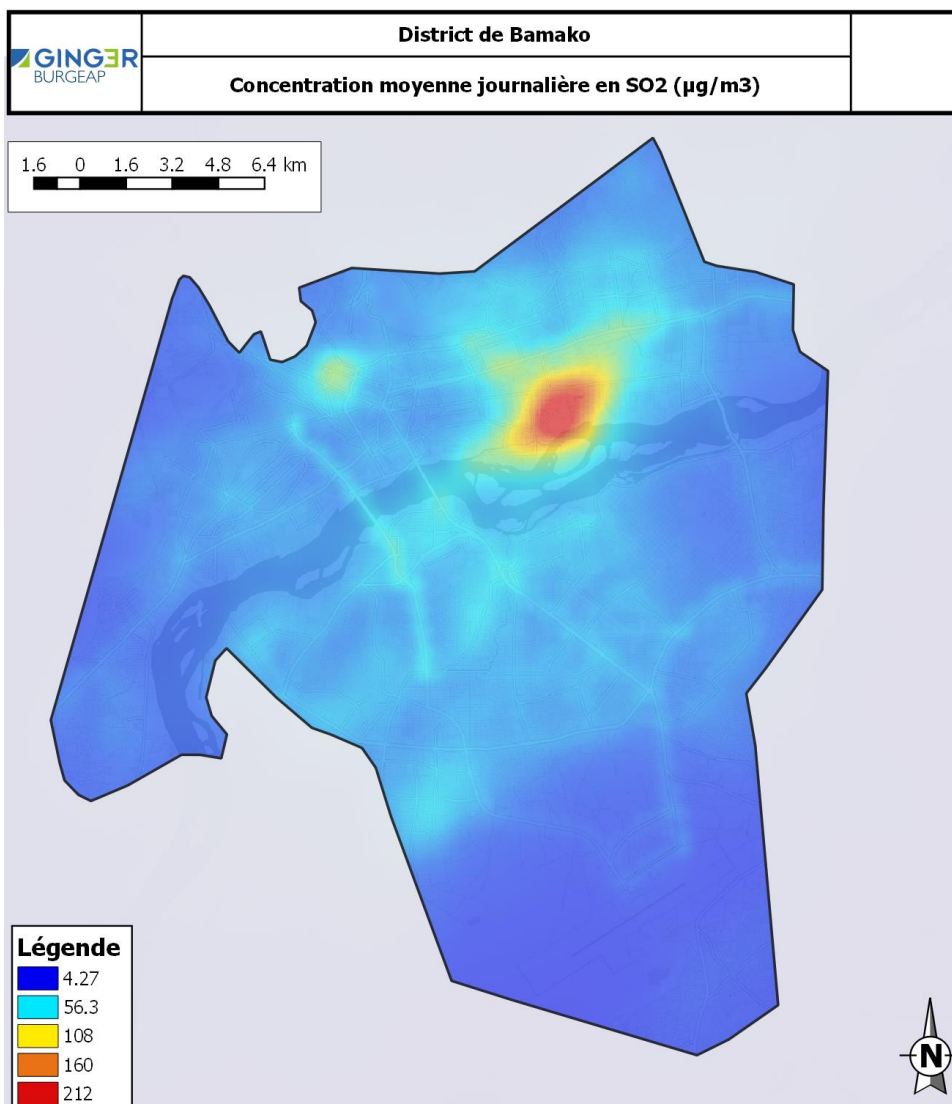 GINGER
BURGEAP
District de Bamako
Concentration moyenne journalière en SO2 (µg/m3)
1.6 0 1.6 3.2 4.8 6.4 km
Légende
4.27
56.3
108
160
212
N